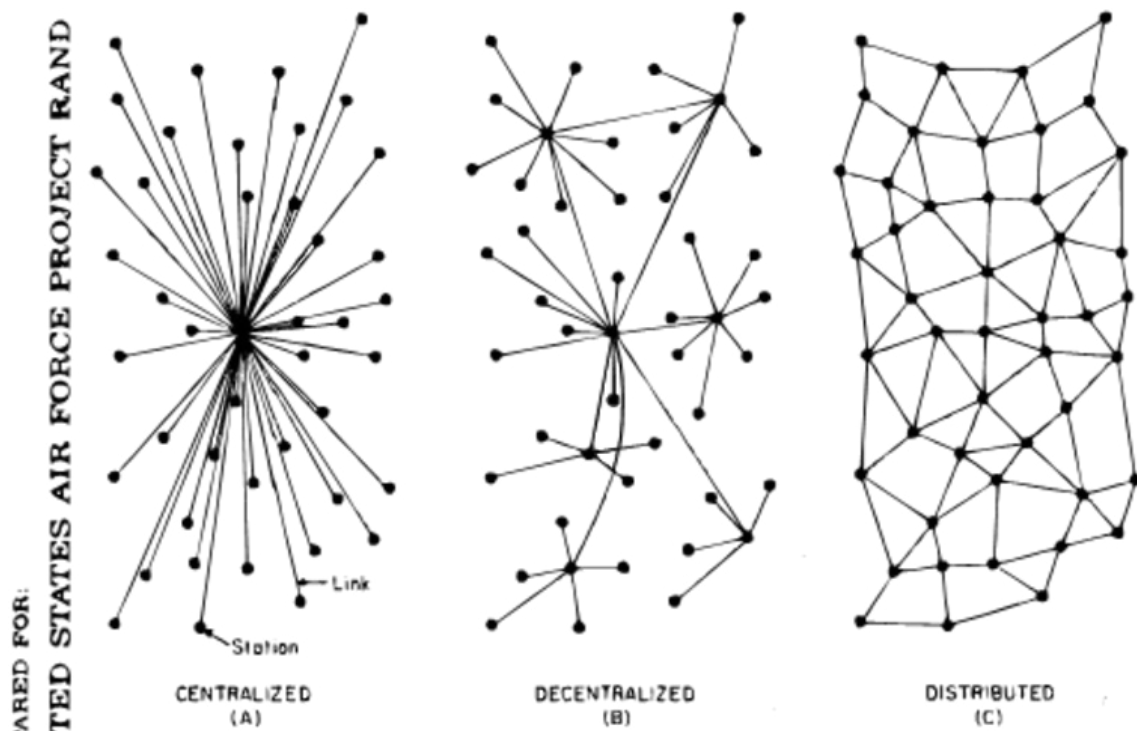 ARED FOR:
TED STATES AIR FORCE PROJECT RAND
Link
Station
CENTRALIZED
(A)
DECENTRALIZED
(B)
DISTRIBUTED
(C)